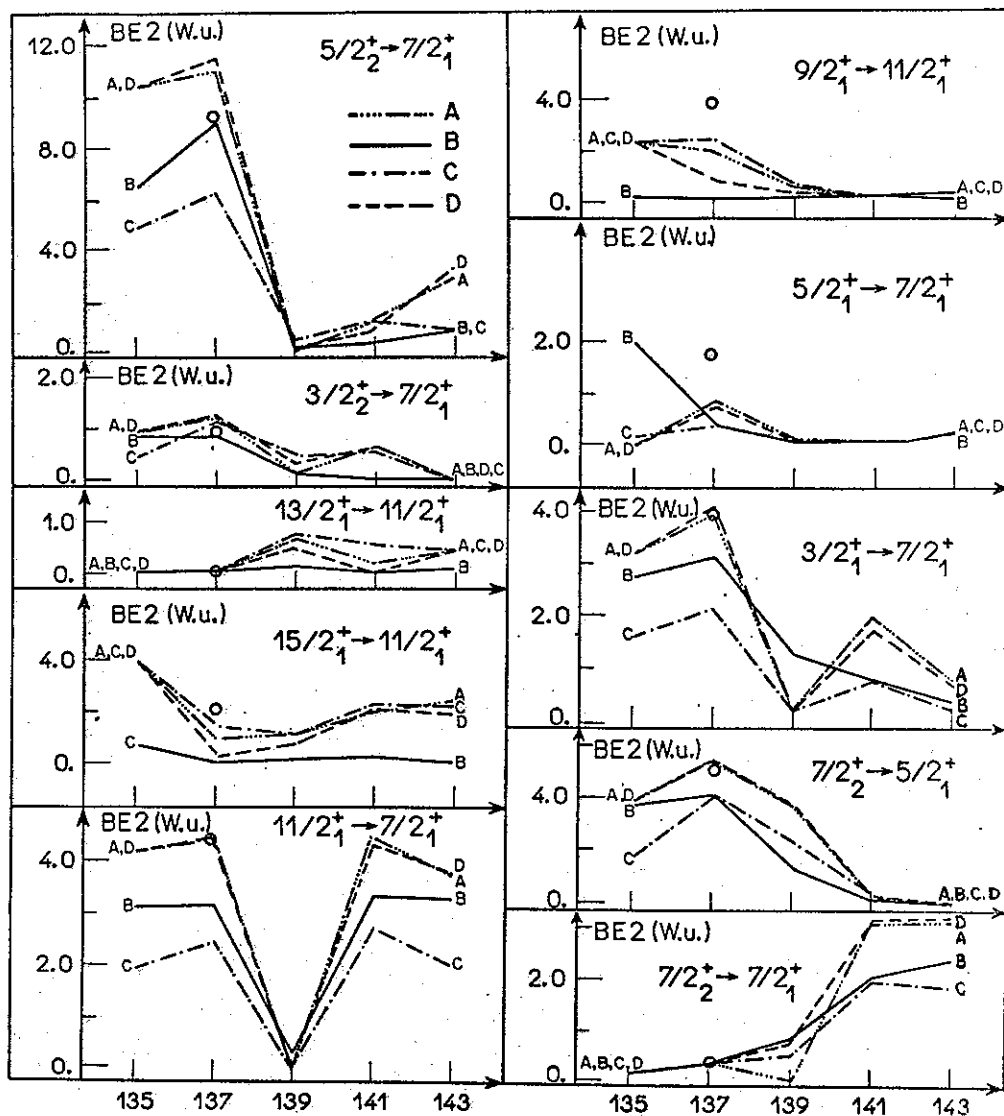 BE2 (W.u.)
5/2₂⁺→7/2₁⁺
12.0
8.0
4.0
0.
A,D
B
C
A
B
C
D
D
A
B,C
BE2 (W.u.)
3/2₂⁺→7/2₁⁺
2.0
0.
A,D
B
C
A,B,D,C
13/2₁⁺→11/2₁⁺
1.0
0.
A,B,C,D
A,C,D
B
BE2 (W.u.)
15/2₁⁺→11/2₁⁺
4.0
2.0
0.
A,C,D
C
A
C
D
B
BE2 (W.u.)
11/2₁⁺→7/2₁⁺
4.0
2.0
0.
A,D
B
C
D
A
B
C
135 137 139 141 143
BE2 (W.u.)
9/2₁⁺→11/2₁⁺
4.0
0.
A,C,D
B
A,C,D
B
BE2 (W.u.)
5/2₁⁺→7/2₁⁺
2.0
0.
B
C
A,D
A,C,D
B
BE2 (W.u.)
3/2₁⁺→7/2₁⁺
4.0
2.0
0.
A,D
B
C
A
D
B
C
BE2 (W.u.)
7/2₂⁺→5/2₁⁺
4.0
0.
A,D
B
C
A,B,C,D
BE2 (W.u.)
7/2₂⁺→7/2₁⁺
2.0
0.
A,B,C,D
D
A
B
C
135 137 139 141 143